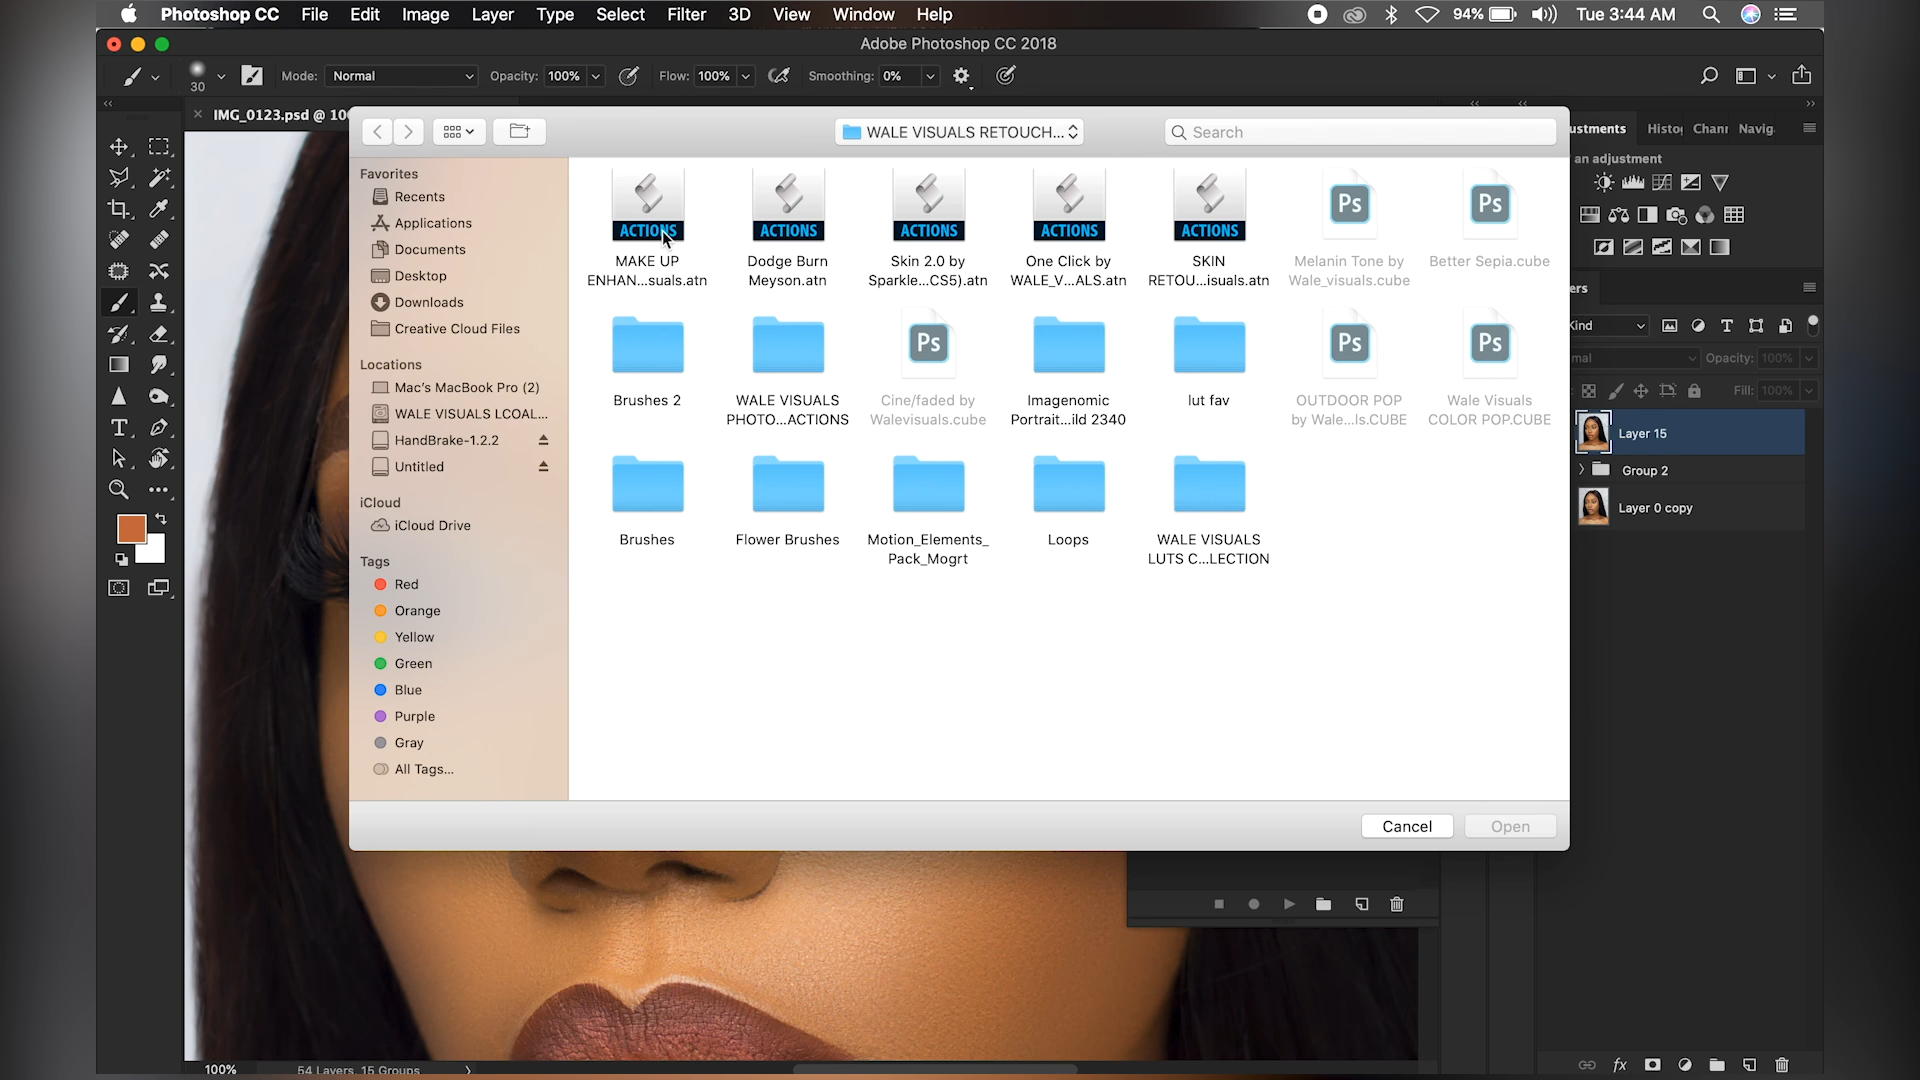 Photoshop CC File Edit Image Layer Type Select Filter 3D View Window Help 94% Tue 3:44 AM
Adobe Photoshop CC 2018
30 Mode: Normal Opacity: 100% Flow: 100% Smoothing: 0%
IMG_0123.psd @ 10
WALE VISUALS RETOUCH...
Search
ustments Histo Chan Navig
an adjustment
Favorites
Recents
Applications
Documents
Desktop
Downloads
Creative Cloud Files
Locations
Mac's MacBook Pro (2)
WALE VISUALS LCOAL...
HandBrake-1.2.2
Untitled
iCloud
iCloud Drive
Tags
Red
Orange
Yellow
Green
Blue
Purple
Gray
All Tags...
ACTIONS ACTIONS ACTIONS ACTIONS ACTIONS Ps Ps
MAKE UP
ENHAN...suals.atn
Dodge Burn
Meyson.atn
Skin 2.0 by
Sparkle...CS5).atn
One Click by
WALE_V...ALS.atn
SKIN
RETOU...isuals.atn
Melanin Tone by
Wale_visuals.cube
Better Sepia.cube
Ps Ps Ps
Brushes 2
WALE VISUALS
PHOTO...ACTIONS
Cine/faded by
Walevisuals.cube
Imagenomic
Portrait...ild 2340
lut fav
OUTDOOR POP
by Wale...ls.CUBE
Wale Visuals
COLOR POP.CUBE
Brushes
Flower Brushes
Motion_Elements_
Pack_Mogrt
Loops
WALE VISUALS
LUTS C...LECTION
Cancel Open
ers
Kind
mal Opacity: 100%
Fill: 100%
Layer 15
Group 2
Layer 0 copy
fx
100% 54 Layers, 15 Groups